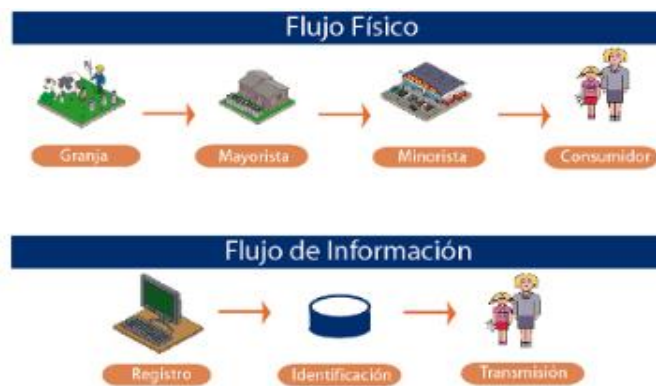 Flujo Físico
Granja
Mayorista
Minorista
Consumidor
Flujo de Información
Registro
Identificación
Transmisión